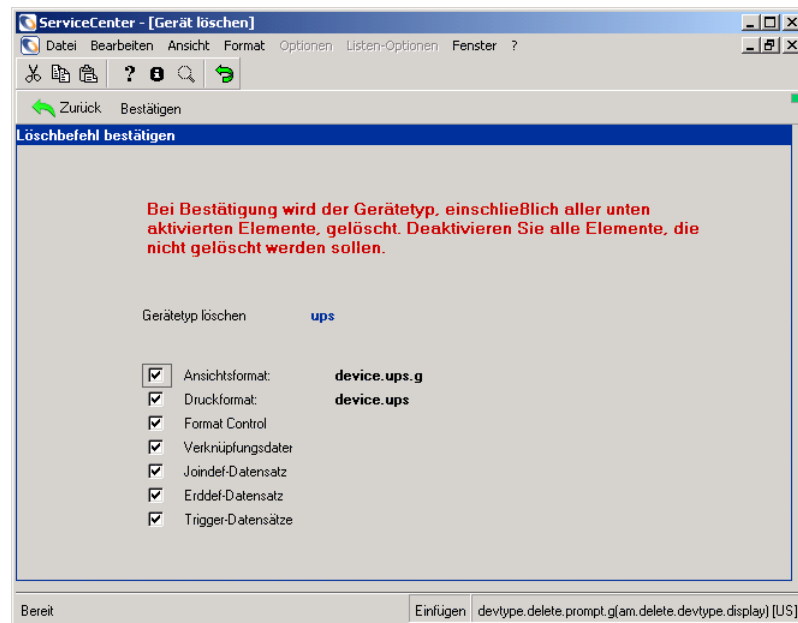 ServiceCenter - [Gerät löschen]
Datei Bearbeiten Ansicht Format Optionen Listen-Optionen Fenster ?
Zurück Bestätigen
Löschbefehl bestätigen
Bei Bestätigung wird der Gerätetyp, einschließlich aller unten
aktivierten Elemente, gelöscht. Deaktivieren Sie alle Elemente, die
nicht gelöscht werden sollen.
Gerätetyp löschen ups
Ansichtsformat: device.ups.g
Druckformat: device.ups
Format Control
Verknüpfungsdater
Joindef-Datensatz
Erddef-Datensatz
Trigger-Datensätze
Bereit Einfügen devtype.delete.prompt.g(am.delete.devtype.display) [US]